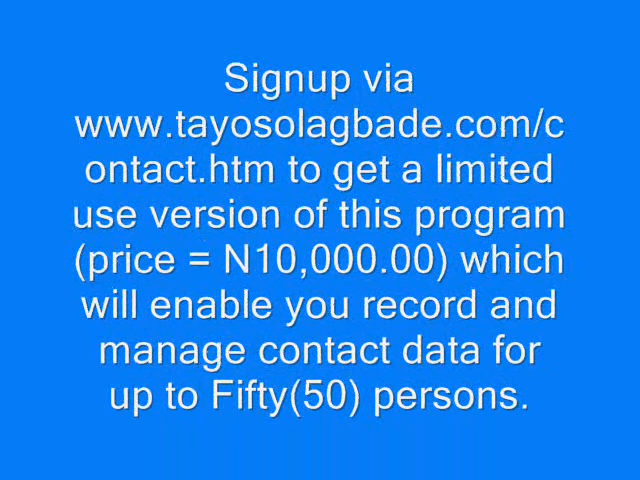 Signup via
www.tayosolagbade.com/c
ontact.htm to get a limited
use version of this program
(price = N10,000.00) which
will enable you record and
manage contact data for
up to Fifty(50) persons.